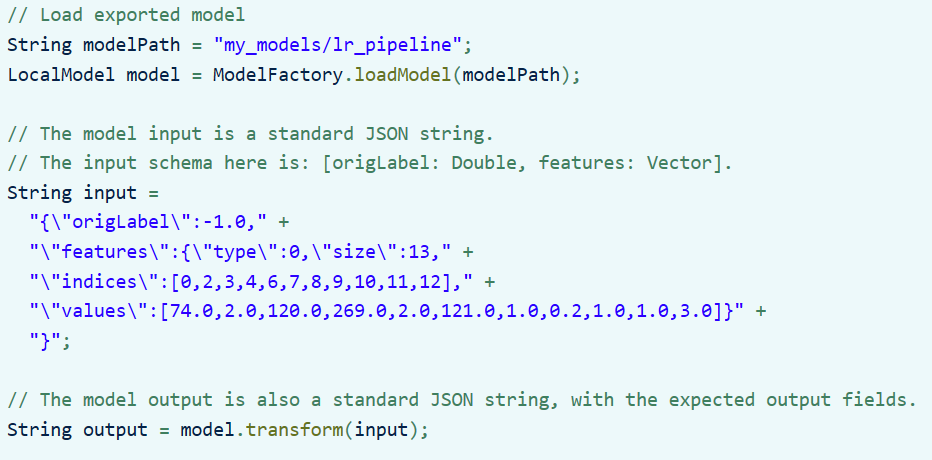 // Load exported model
String modelPath = "my_models/lr_pipeline";
LocalModel model = ModelFactory.loadModel(modelPath);

// The model input is a standard JSON string.
// The input schema here is: [origLabel: Double, features: Vector].
String input =
  "{\"origLabel\":-1.0," +
  "\"features\":{\"type\":0,\"size\":13," +
  "\"indices\":[0,2,3,4,6,7,8,9,10,11,12]," +
  "\"values\":[74.0,2.0,120.0,269.0,2.0,121.0,1.0,0.2,1.0,1.0,3.0]}" +
  "}";

// The model output is also a standard JSON string, with the expected output fields.
String output = model.transform(input);